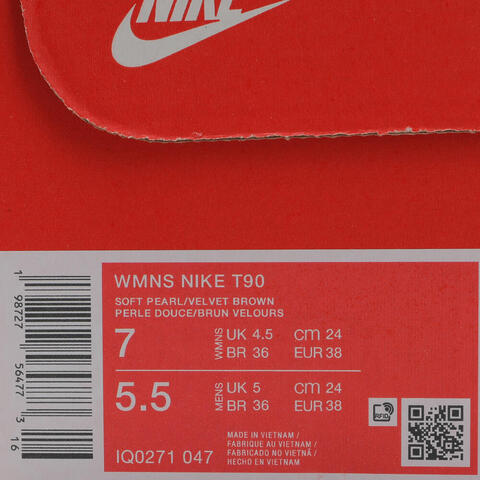 NIKE
WMNS NIKE T90
SOFT PEARL/VELVET BROWN
PERLE DOUCE/BRUN VELOURS
7 WMNS UK 4.5 cm 24
BR 36 EUR 38
5.5 MENS UK 5 cm 24
BR 36 EUR 38
IQ0271 047
MADE IN VIETNAM /
FABRIQUE AU VIETNAM /
FABRICADO NO VIETNÃ /
HECHO EN VIETNAM
RFID
1 98727 56477 3 16